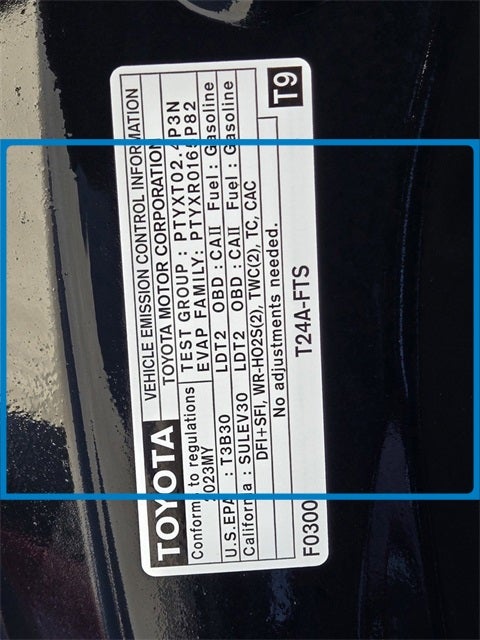 TOYOTA
VEHICLE EMISSION CONTROL INFORMATION
TOYOTA MOTOR CORPORATION
Conforms to regulations
2023MY
TEST GROUP : PTYXT02. P3N
EVAP FAMILY: PTYXR0165P82
U.S.EPA : T3B30 LDT2 OBD : CAII Fuel : Gasoline
California : SULEV30 LDT2 OBD : CAII Fuel : Gasoline
DFI+SFI, WR-HO2S(2), TWC(2), TC, CAC
No adjustments needed.
F0300 T24A-FTS T9